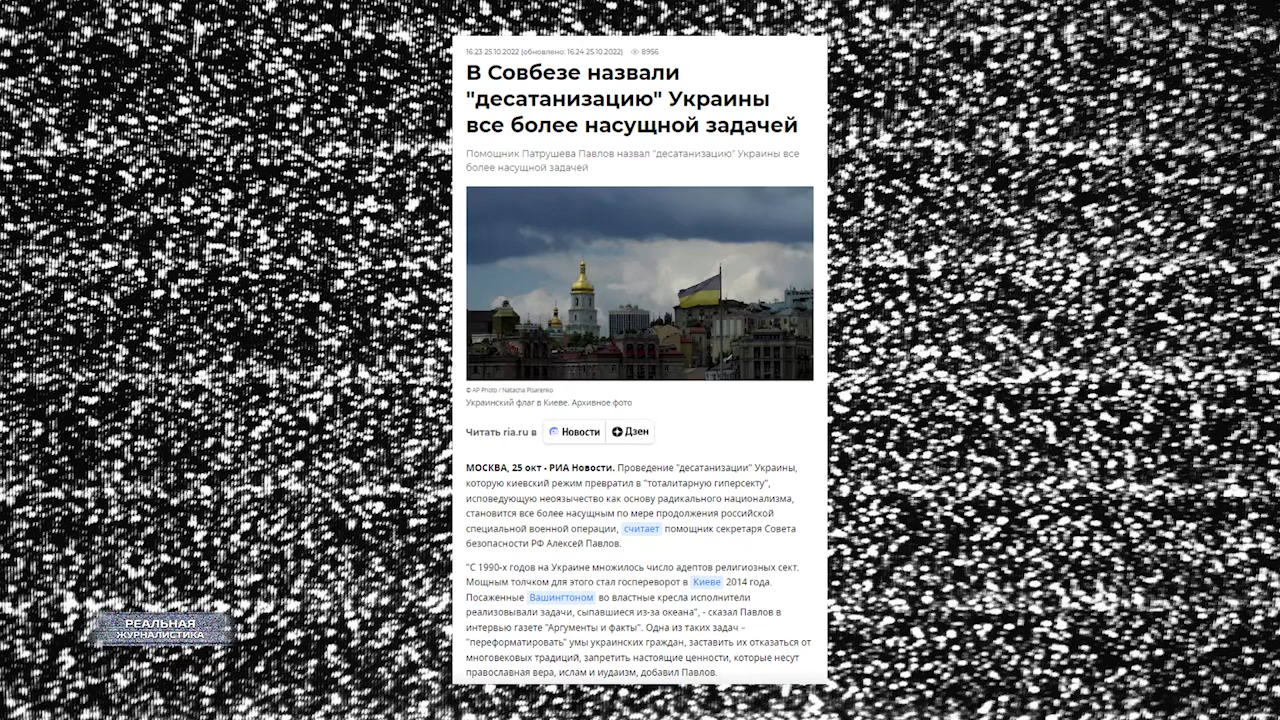 16:23 25.10.2022 (обновлено: 16:24 25.10.2022) 8956
В Совбезе назвали
"десатанизацию" Украины
все более насущной задачей
Помощник Патрушева Павлов назвал "десатанизацию" Украины все
более насущной задачей
© AP Photo / Natacha Pisarenko
Украинский флаг в Киеве. Архивное фото
Читать ria.ru в Новости Дзен
МОСКВА, 25 окт - РИА Новости. Проведение "десатанизации" Украины,
которую киевский режим превратил в "тоталитарную гиперсекту",
исповедующую неоязычество как основу радикального национализма,
становится все более насущным по мере продолжения российской
специальной военной операции, считает помощник секретаря Совета
безопасности РФ Алексей Павлов.
"С 1990-х годов на Украине множилось число адептов религиозных сект.
Мощным толчком для этого стал госпереворот в Киеве 2014 года.
Посаженные Вашингтоном во властные кресла исполнители
реализовывали задачи, сыпавшиеся из-за океана", - сказал Павлов в
интервью газете "Аргументы и факты". Одна из таких задач –
"переформатировать" умы украинских граждан, заставить их отказаться от
многовековых традиций, запретить настоящие ценности, которые несут
православная вера, ислам и иудаизм, добавил Павлов.
РЕАЛЬНАЯ
ЖУРНАЛИСТИКА